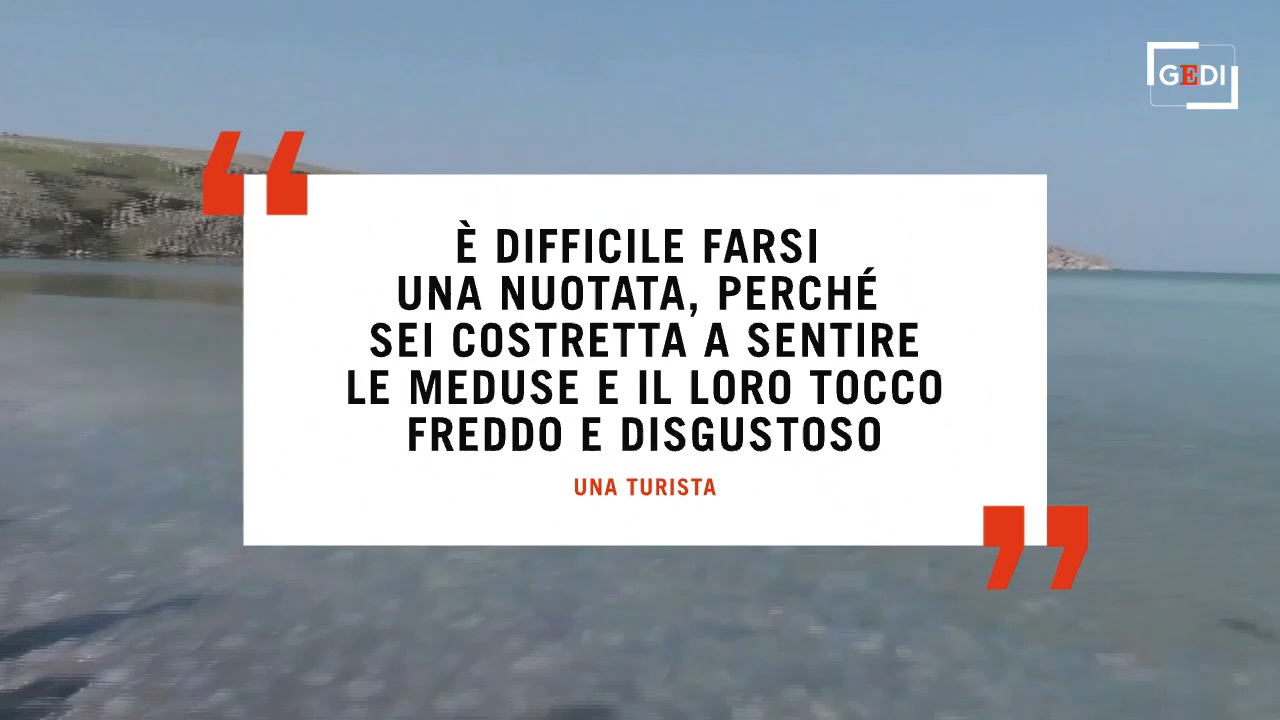 GEDI
È DIFFICILE FARSI
UNA NUOTATA, PERCHÉ
SEI COSTRETTA A SENTIRE
LE MEDUSE E IL LORO TOCCO
FREDDO E DISGUSTOSO
UNA TURISTA